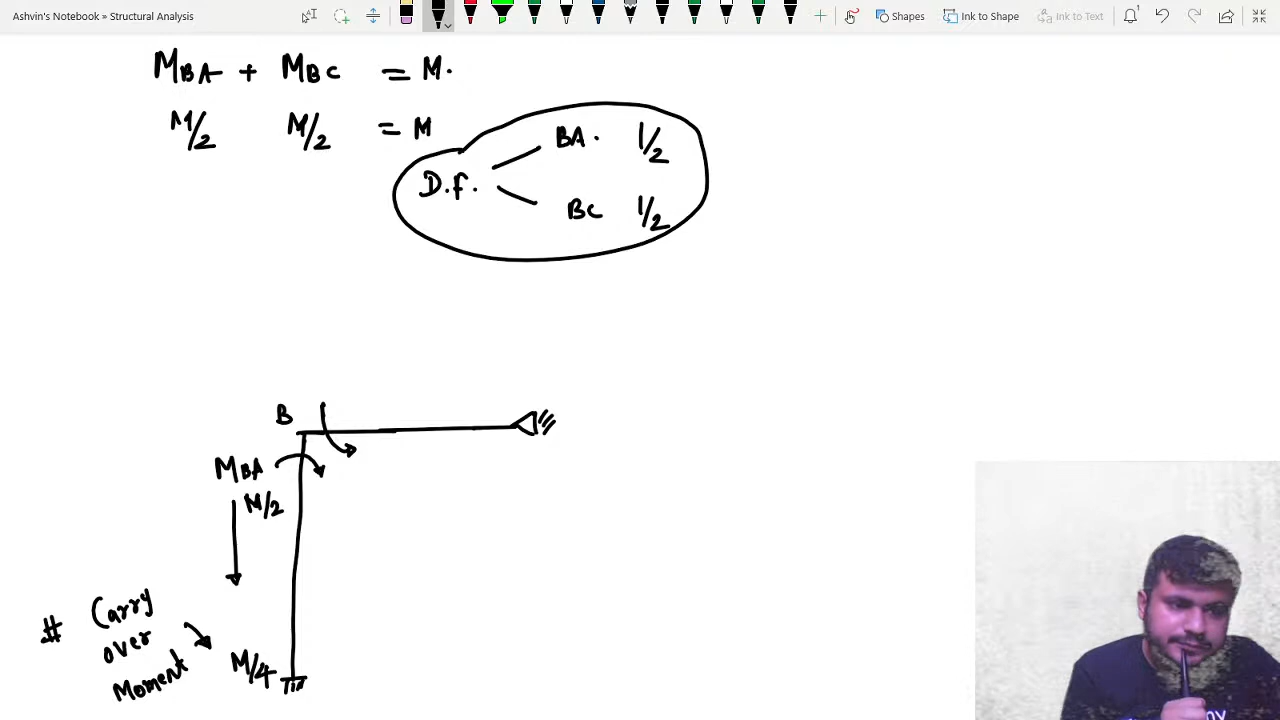 Ashvin's Notebook » Structural Analysis
Shapes
Ink to Shape
Ink to Text
MBA + MBC = M.
M/2 M/2 = M
D.f.
BA. 1/2
BC 1/2
B
MBA
M/2
# Carry
over
Moment
M/4
ny